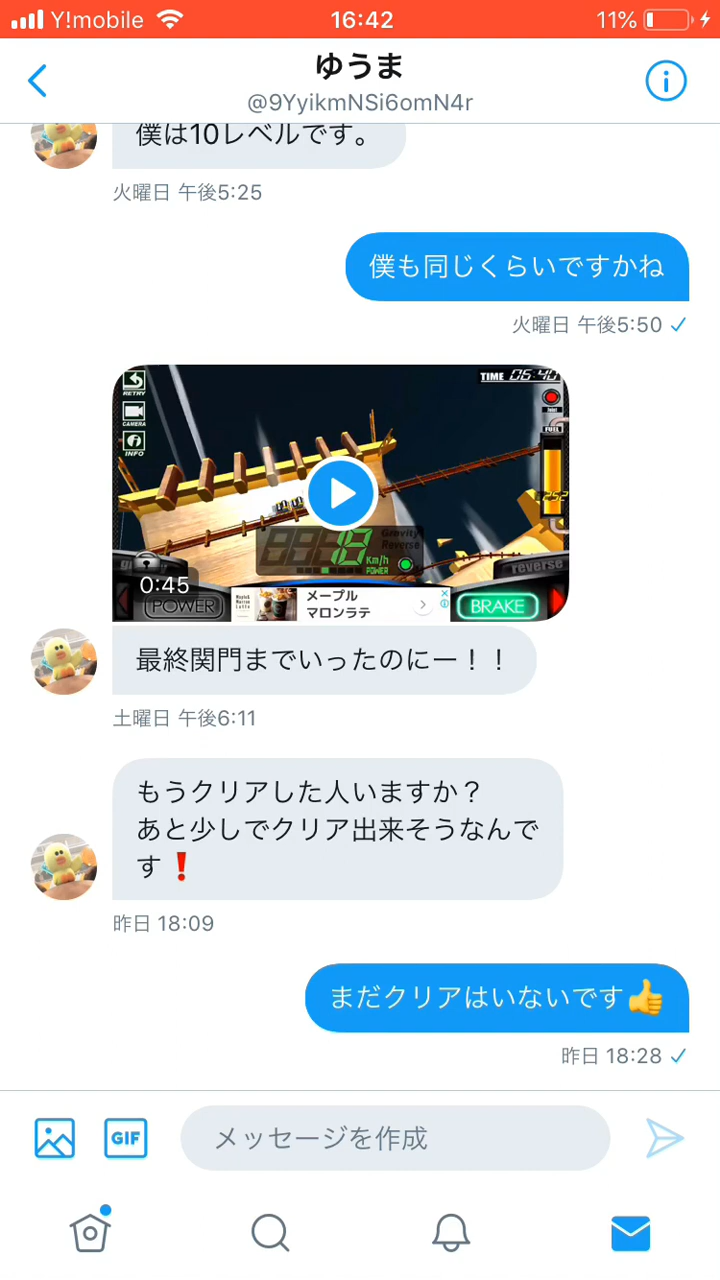 Y!mobile 16:42 11%
ゆうま
@9YyikmNSi6omN4r
僕は10レベルです。
火曜日 午後5:25
僕も同じくらいですかね
火曜日 午後5:50
RETRY
TIME 06:40
CAMERA
INFO
FUEL
252
Gravity
Reverse
18 Km/h
POWER
reverse
0:45
POWER
メープル
マロンラテ
BRAKE
最終関門までいったのにー！！
土曜日 午後6:11
もうクリアした人いますか？
あと少しでクリア出来そうなんで
す❗
昨日 18:09
まだクリアはいないです👍
昨日 18:28
GIF
メッセージを作成